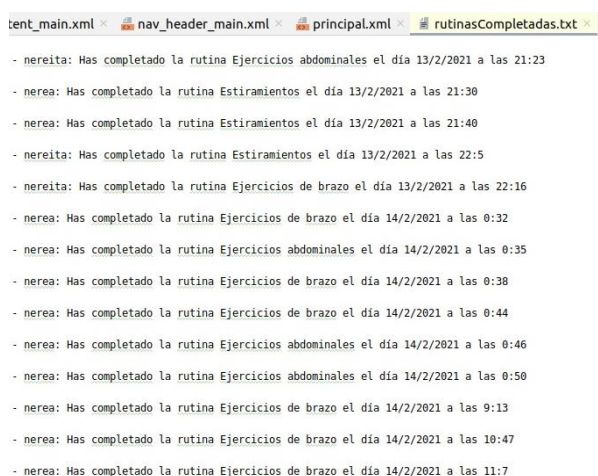 tent_main.xml × nav_header_main.xml × principal.xml × rutinasCompletadas.txt ×
- nereita: Has completado la rutina Ejercicios abdominales el día 13/2/2021 a las 21:23
- nerea: Has completado la rutina Estiramientos el día 13/2/2021 a las 21:30
- nerea: Has completado la rutina Estiramientos el día 13/2/2021 a las 21:40
- nereita: Has completado la rutina Estiramientos el día 13/2/2021 a las 22:5
- nereita: Has completado la rutina Ejercicios de brazo el día 13/2/2021 a las 22:16
- nerea: Has completado la rutina Ejercicios de brazo el día 14/2/2021 a las 0:32
- nerea: Has completado la rutina Ejercicios abdominales el día 14/2/2021 a las 0:35
- nerea: Has completado la rutina Ejercicios de brazo el día 14/2/2021 a las 0:38
- nerea: Has completado la rutina Ejercicios de brazo el día 14/2/2021 a las 0:44
- nerea: Has completado la rutina Ejercicios abdominales el día 14/2/2021 a las 0:46
- nerea: Has completado la rutina Ejercicios abdominales el día 14/2/2021 a las 0:50
- nerea: Has completado la rutina Ejercicios de brazo el día 14/2/2021 a las 9:13
- nerea: Has completado la rutina Ejercicios de brazo el día 14/2/2021 a las 10:47
- nerea: Has completado la rutina Ejercicios de brazo el día 14/2/2021 a las 11:7